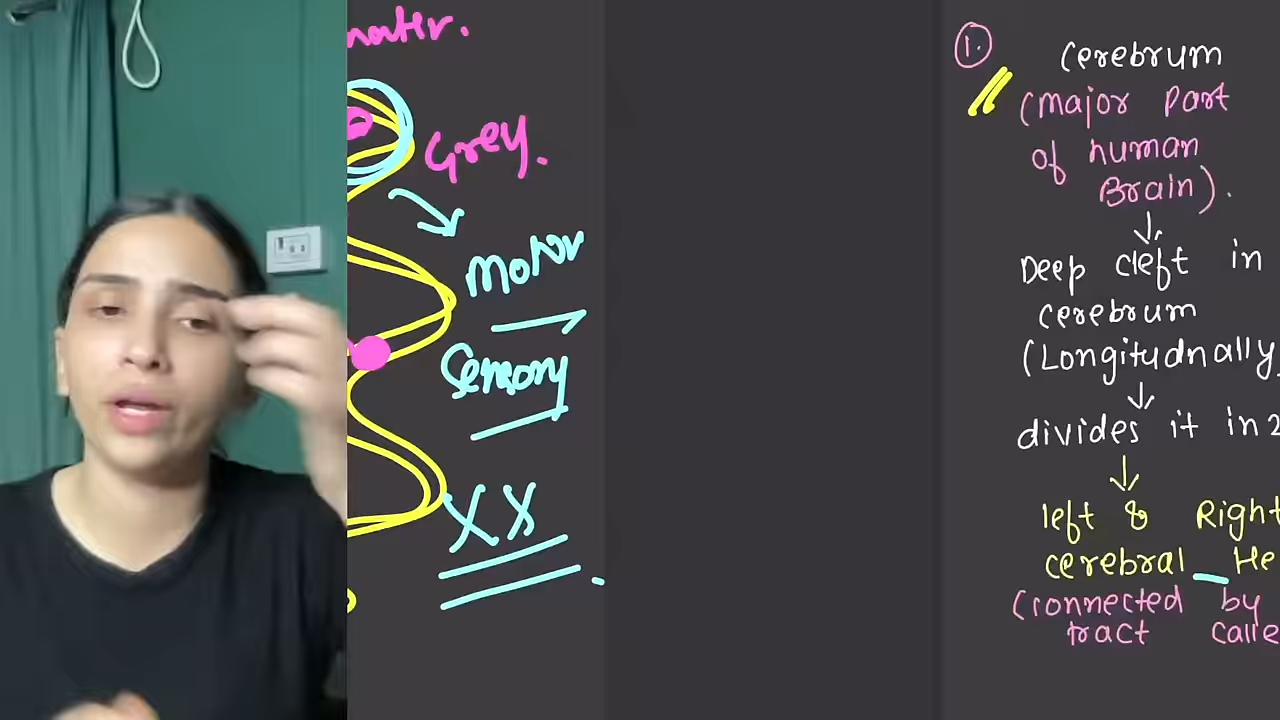 Grey.
Motor
Sensory
XX
1.
Cerebrum
(Major Part
of human
Brain).
Deep cleft in
cerebrum
(Longitudnally,
divides it in 2
left & Right
cerebral He
(connected by
tract calle